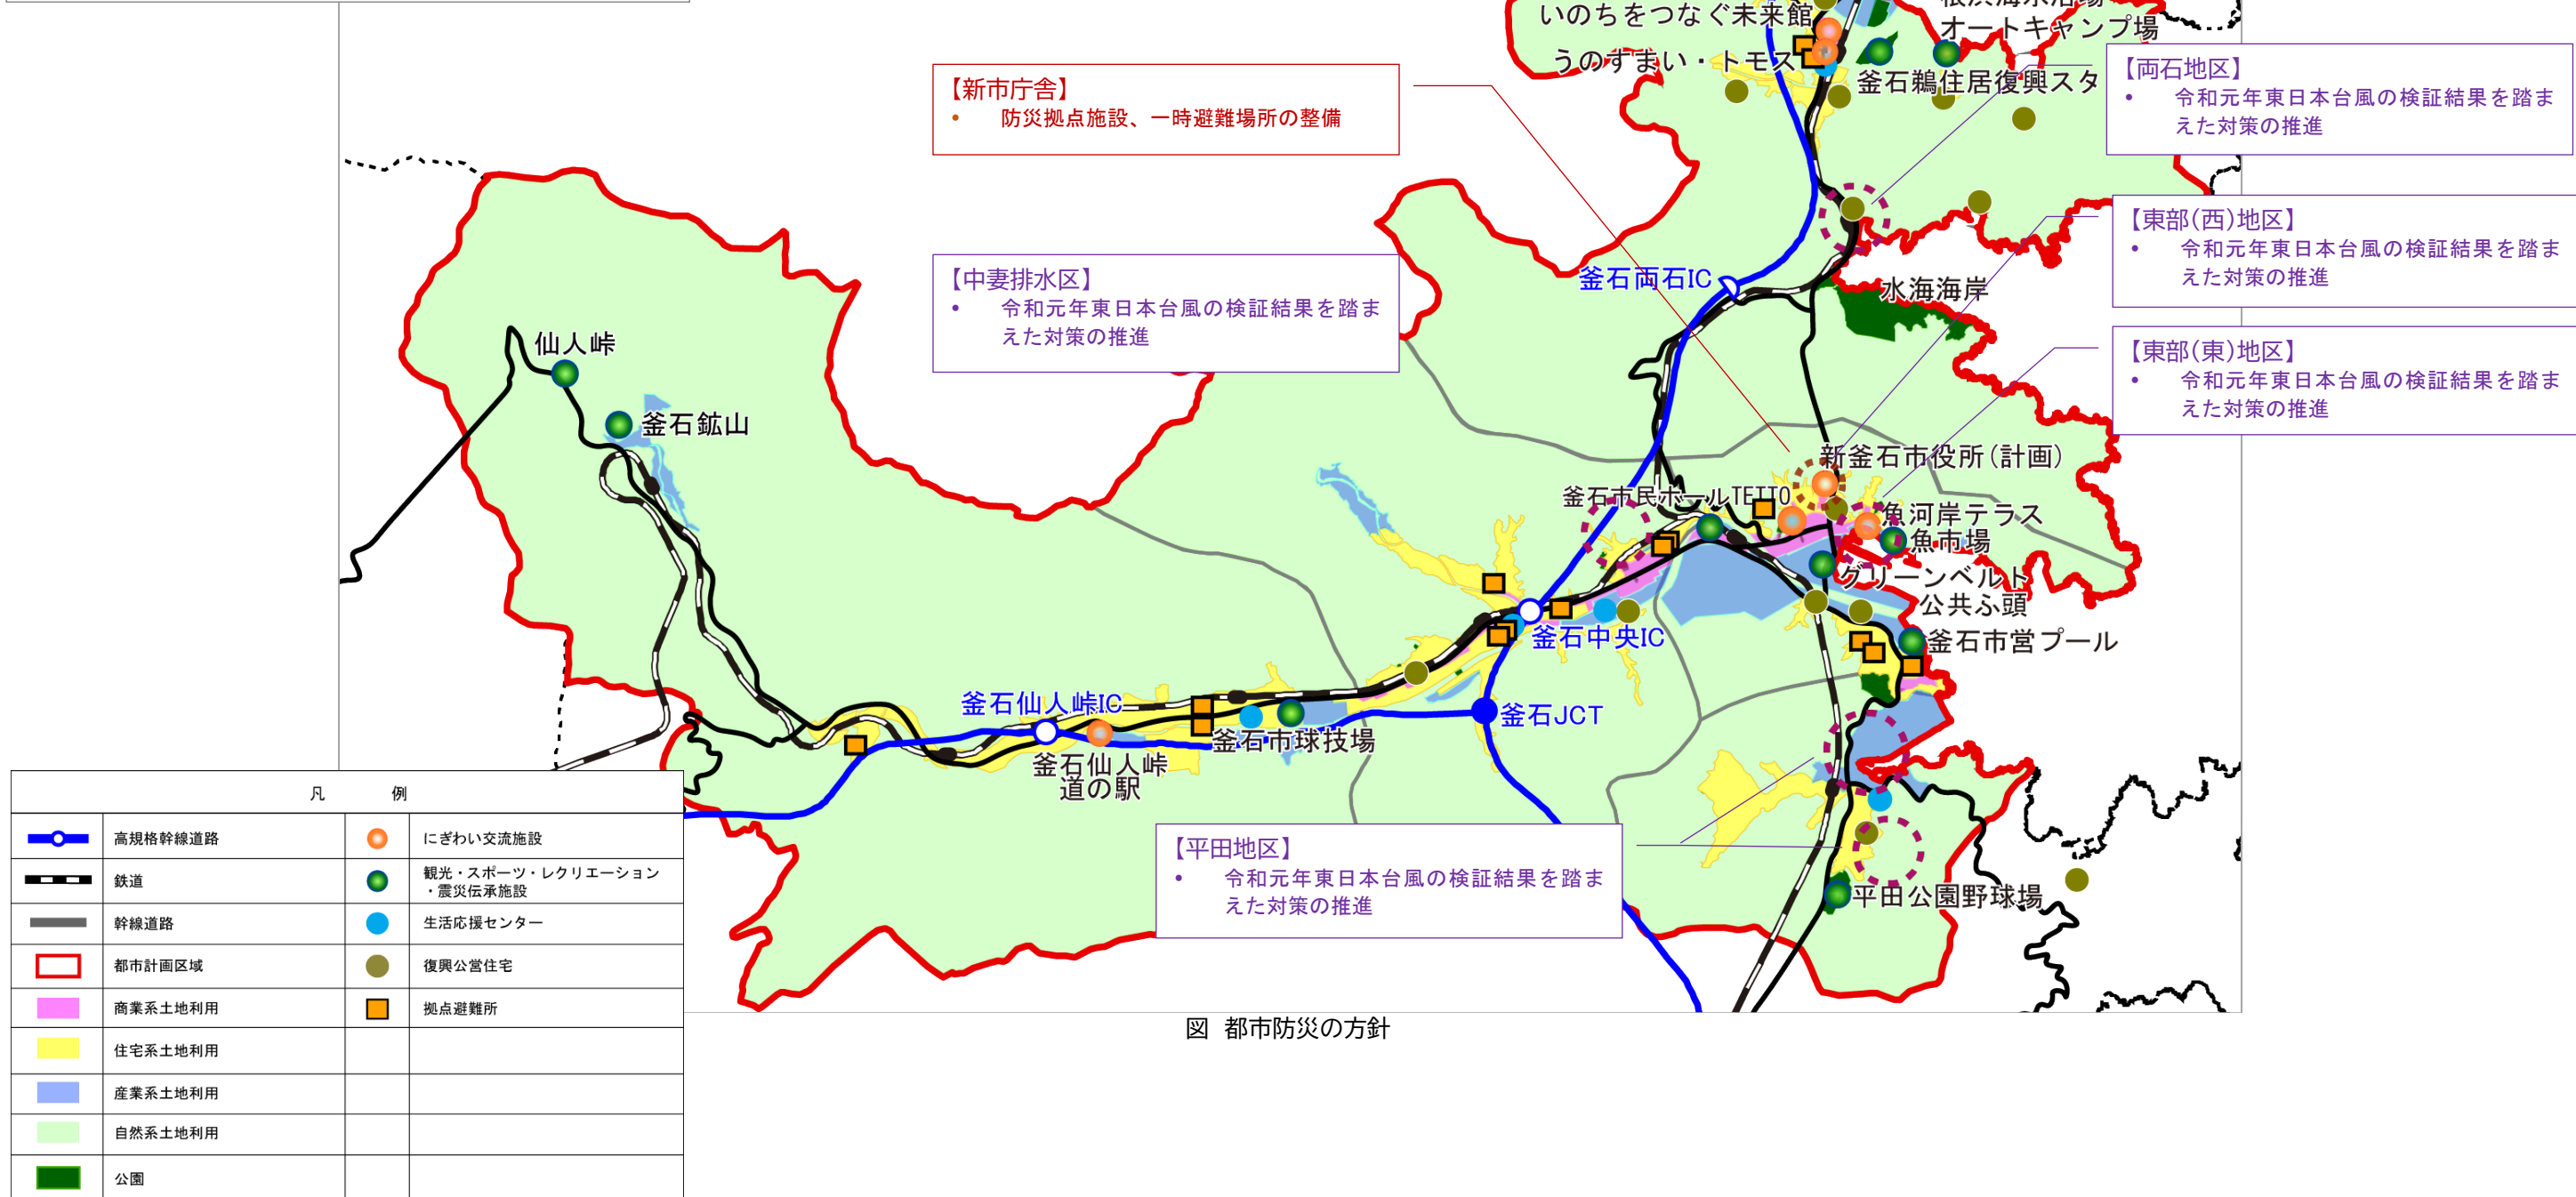 いのちをつなぐ未来館
オートキャンプ場
うのすまい・トモス
釜石鵜住居復興スタ
【新市庁舎】
• 防災拠点施設、一時避難場所の整備
【両石地区】
• 令和元年東日本台風の検証結果を踏ま
えた対策の推進
【東部(西)地区】
• 令和元年東日本台風の検証結果を踏ま
えた対策の推進
【中妻排水区】
• 令和元年東日本台風の検証結果を踏ま
えた対策の推進
釜石両石IC
水海海岸
【東部(東)地区】
• 令和元年東日本台風の検証結果を踏ま
えた対策の推進
仙人峠
釜石鉱山
新釜石市役所(計画)
釜石市民ホールTETTO
魚河岸テラス
魚市場
グリーンベルト
公共ふ頭
釜石中央IC
釜石市営プール
釜石仙人峠IC
釜石JCT
釜石市球技場
釜石仙人峠
道の駅
【平田地区】
• 令和元年東日本台風の検証結果を踏ま
えた対策の推進
平田公園野球場
凡 例
高規格幹線道路
にぎわい交流施設
鉄道
観光・スポーツ・レクリエーション
・震災伝承施設
幹線道路
生活応援センター
都市計画区域
復興公営住宅
商業系土地利用
拠点避難所
住宅系土地利用
産業系土地利用
自然系土地利用
公園
図 都市防災の方針